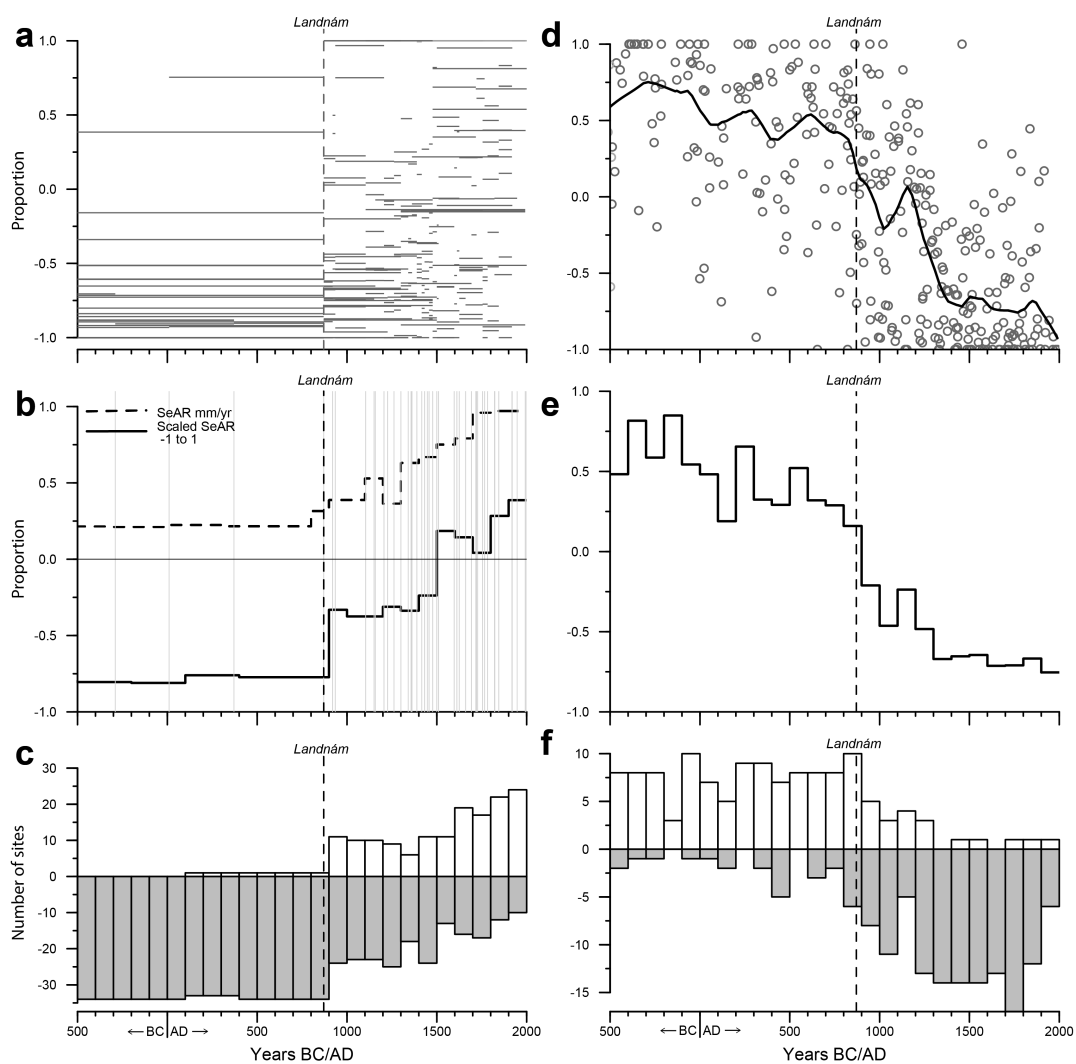 a
Landnám
Proportion
1.0
0.5
0.0
-0.5
-1.0
d
Landnám
1.0
0.5
0.0
-0.5
-1.0
b
Landnám
SeAR mm/yr
Scaled SeAR
-1 to 1
Proportion
1.0
0.5
0.0
-0.5
-1.0
e
Landnám
1.0
0.5
0.0
-0.5
-1.0
c
Landnám
Number of sites
30
20
10
0
-10
-20
-30
500 ←BC|AD→ 500 1000 1500 2000
Years BC/AD
f
Landnám
10
5
0
-5
-10
-15
500 ←BC|AD→ 500 1000 1500 2000
Years BC/AD